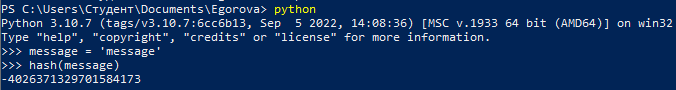 PS C:\Users\Студент\Documents\Egorova> python
Python 3.10.7 (tags/v3.10.7:6cc6b13, Sep  5 2022, 14:08:36) [MSC v.1933 64 bit (AMD64)] on win32
Type "help", "copyright", "credits" or "license" for more information.
>>> message = 'message'
>>> hash(message)
-4026371329701584173